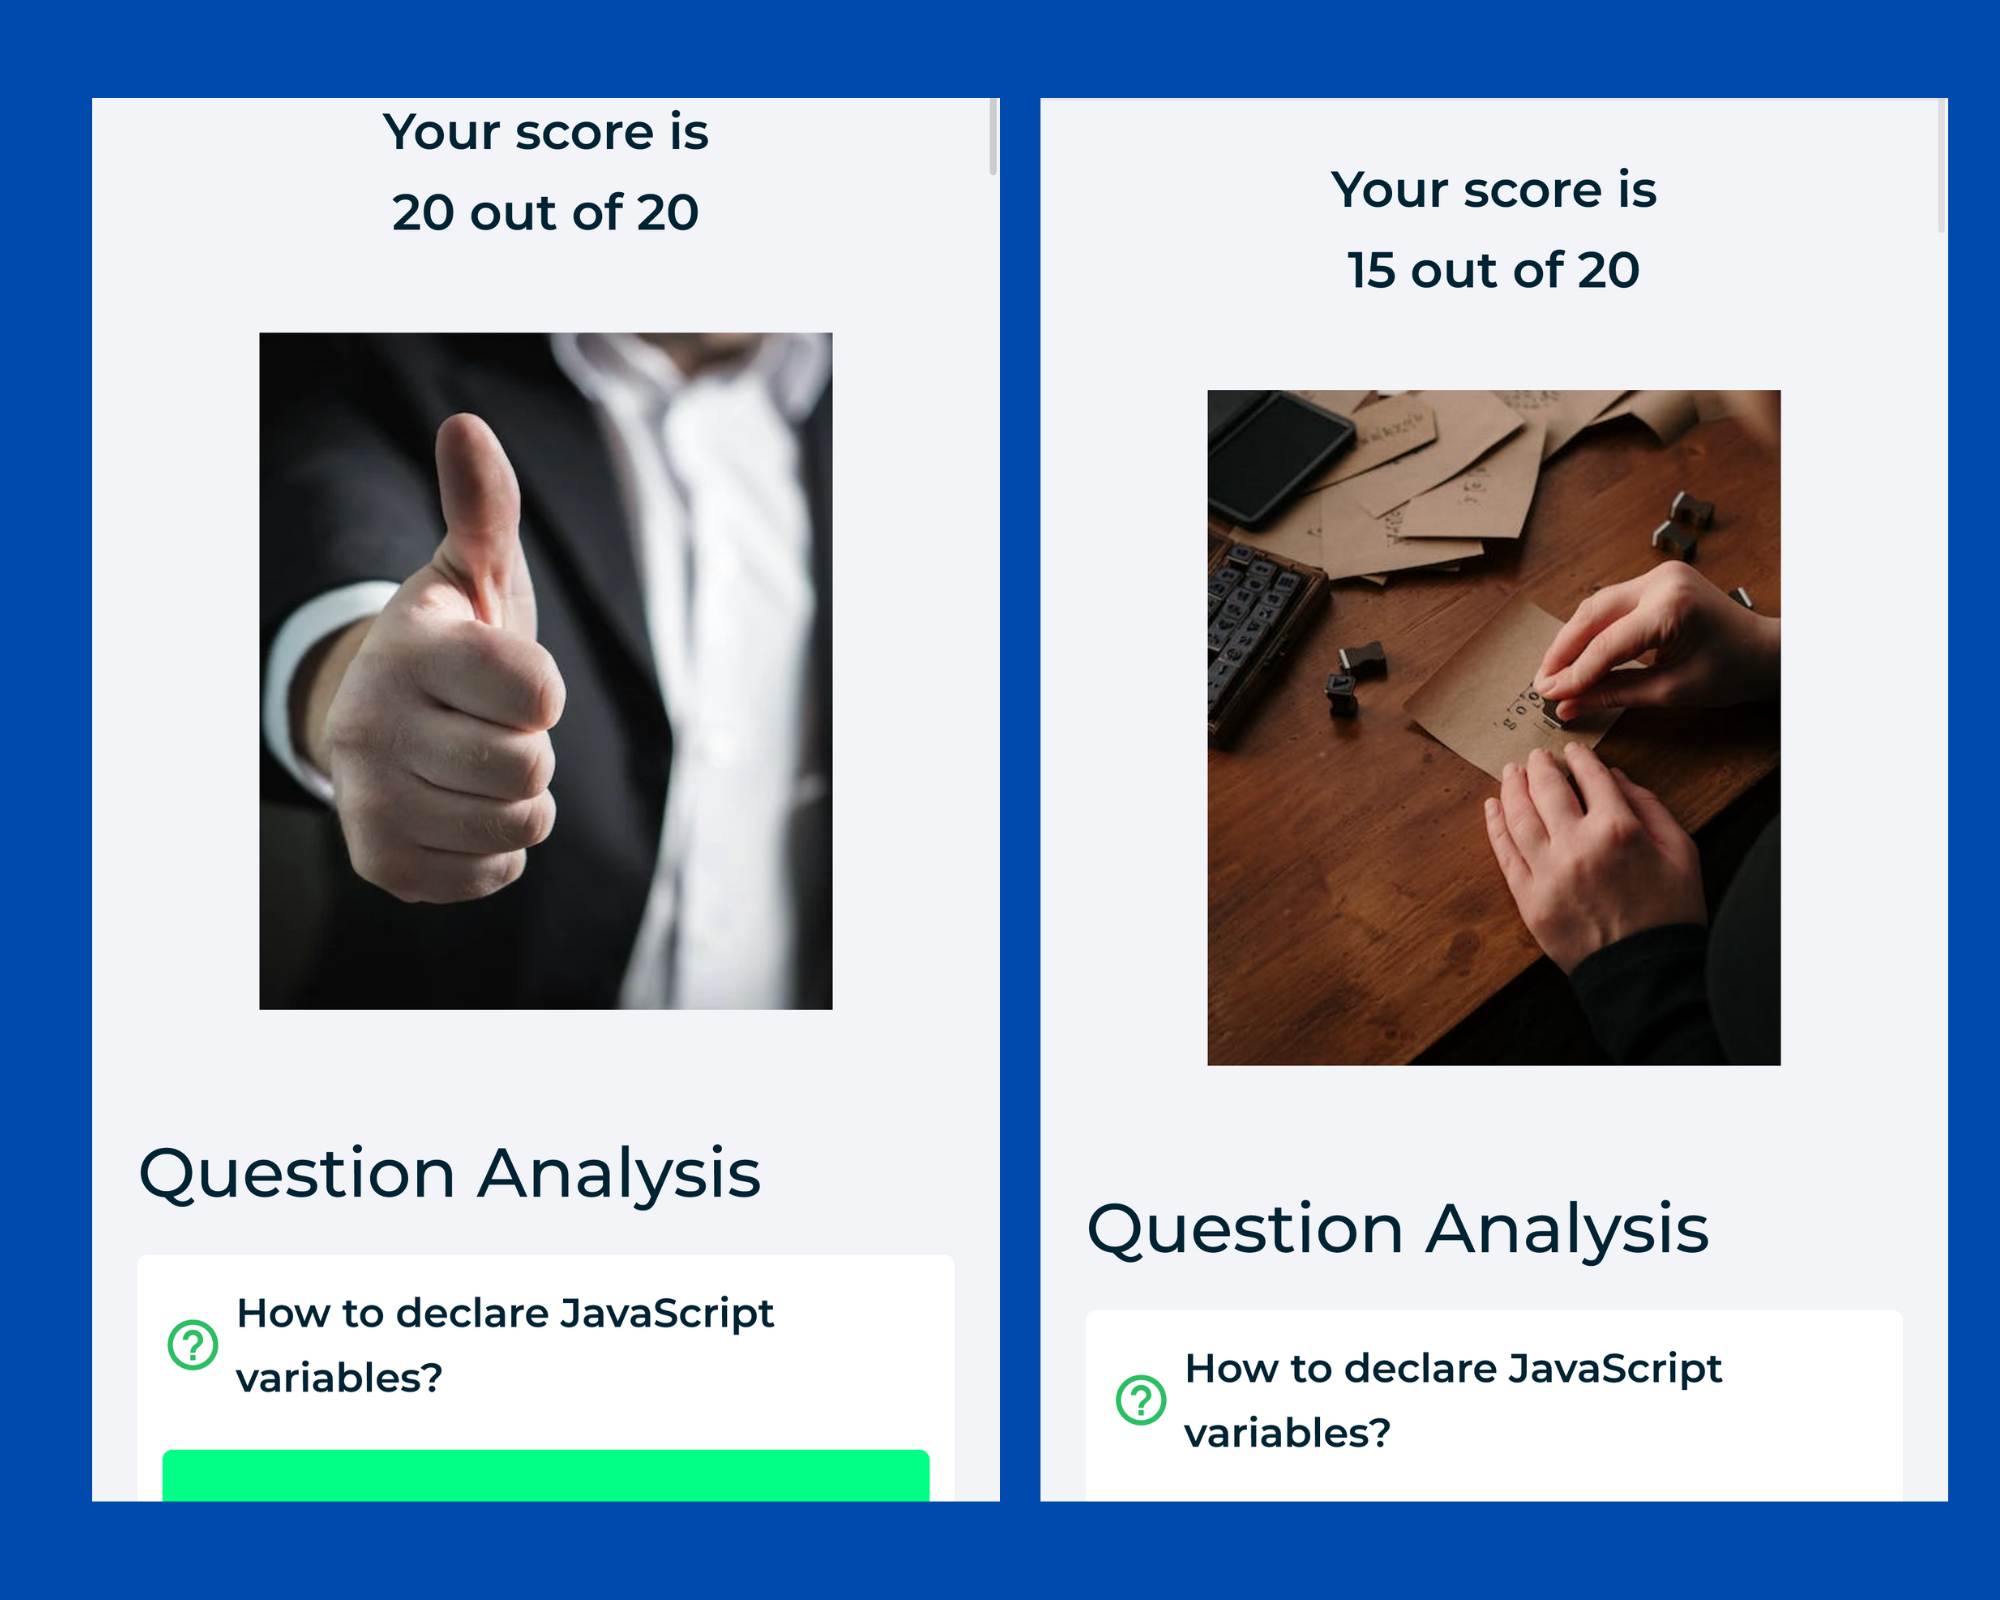 Your score is
20 out of 20
Question Analysis
How to declare JavaScript
variables?
Your score is
15 out of 20
Question Analysis
How to declare JavaScript
variables?